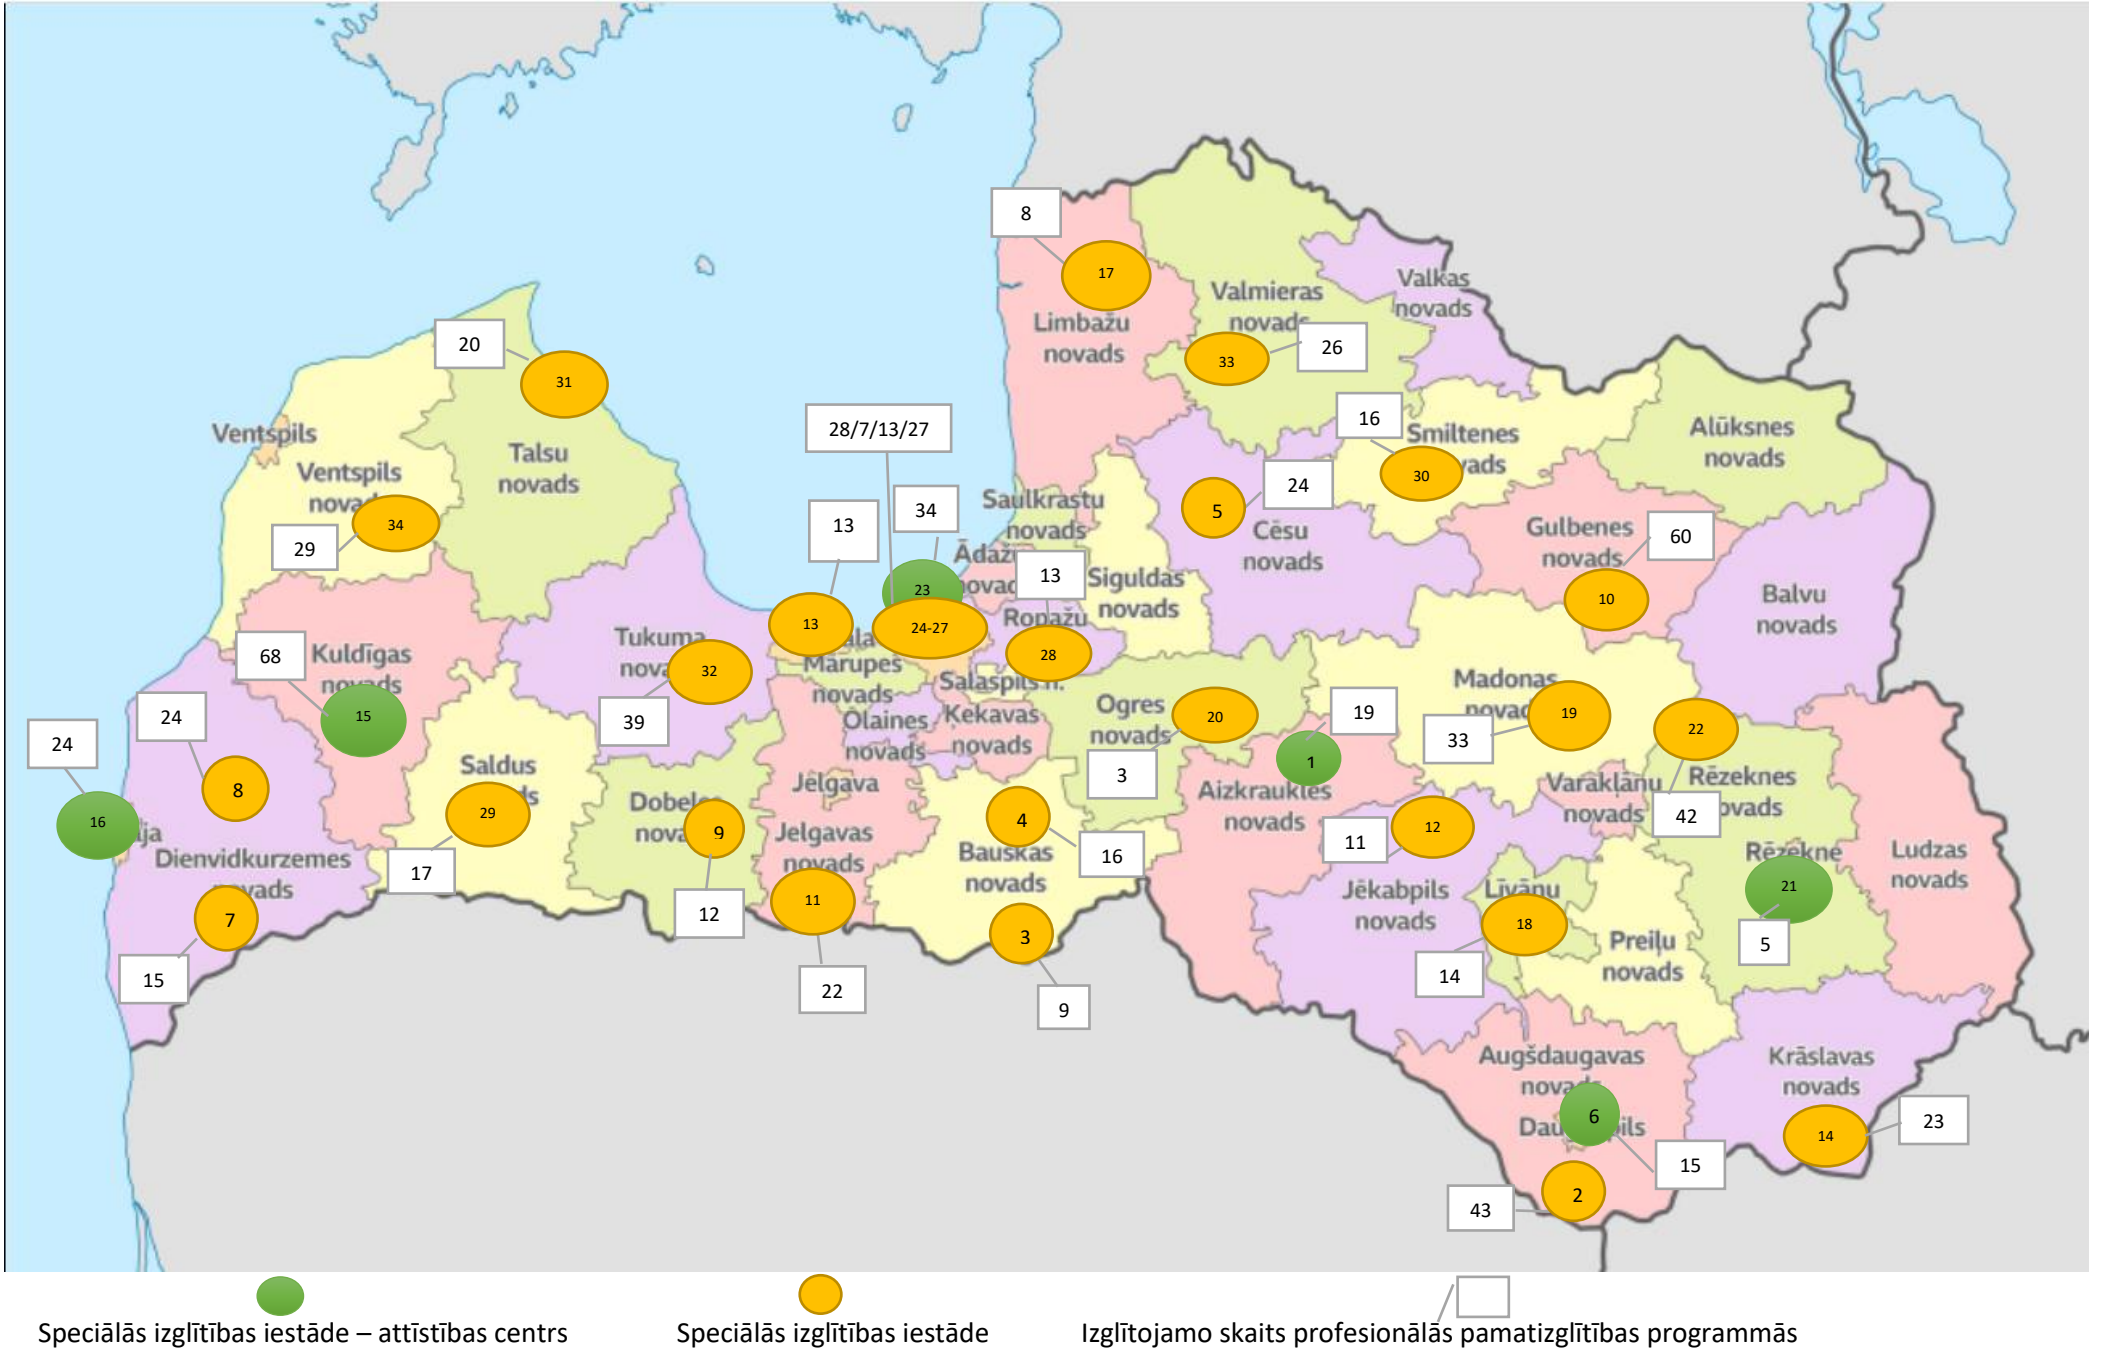 8
17
Valkas
novads
Valmieras
novads
Limbažu
novads
33
26
20
31
16
Smiltenes
30
Alūksnes
novads
28/7/13/27
Ventspils
Talsu
novads
Ventspils
34
29
13
34
Saulkrastu
novads
5
24
Cēsu
novads
Gulbenes
novads
60
23
13
Siguldas
novads
10
Balvu
novads
13
24-27
Ropažu
28
Tukuma
32
39
68
Kuldīgas
novads
15
Mārupes
novads
Salaspils n.
Olaines
novads
Ķekavas
novads
Ogres
novads
20
3
19
1
Madonas
19
33
22
24
24
8
16
Saldus
29
17
Dobeles
9
12
Jelgava
Jelgavas
novads
11
22
4
16
Bauskas
novads
3
9
Aizkraukles
novads
11
12
Varakļānu
novads
Rēzeknes
42
Rēzekne
21
5
Ludzas
novads
Dienvidkurzemes
7
15
Jēkabpils
novads
Līvānu
18
14
Preiļu
novads
Augšdaugavas
novads
6
15
2
43
Krāslavas
novads
14
23
Speciālās izglītības iestāde – attīstības centrs
Speciālās izglītības iestāde
Izglītojamo skaits profesionālās pamatizglītības programmās